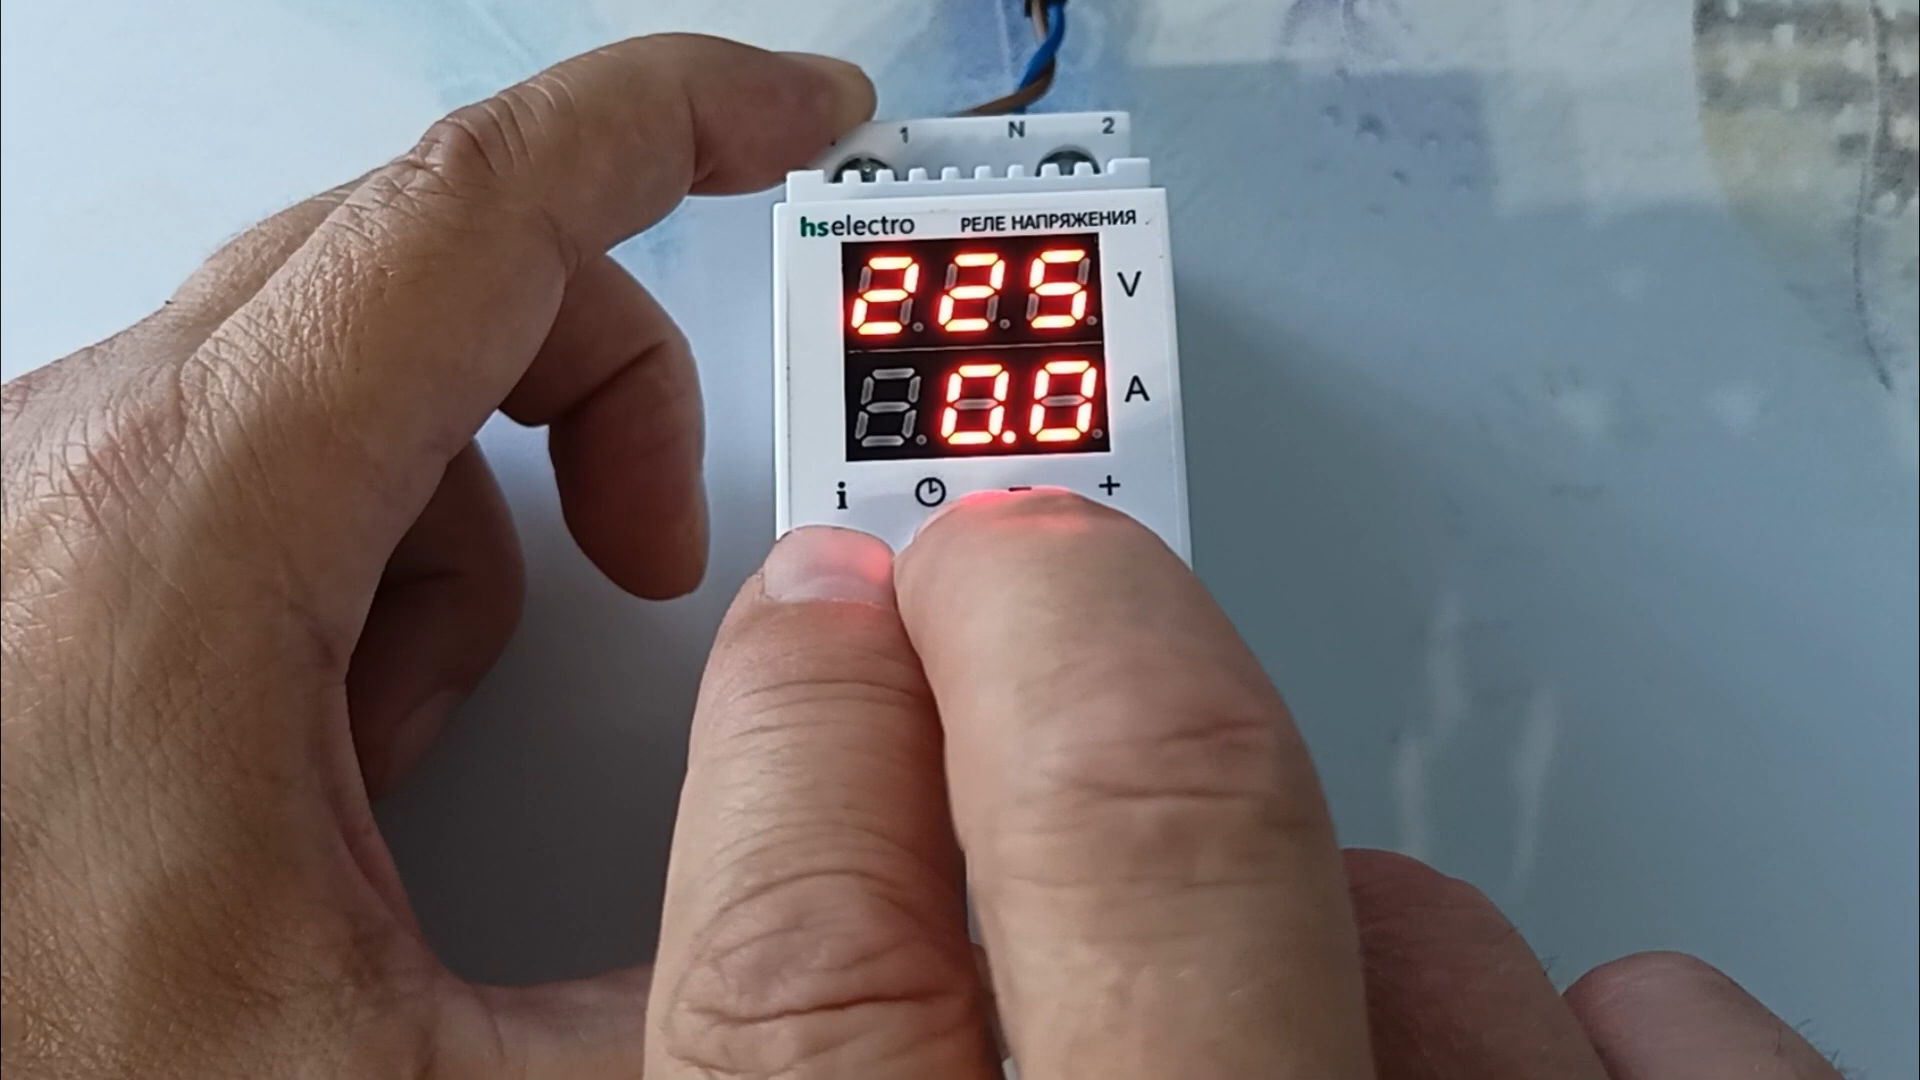 1 N 2
hselectro РЕЛЕ НАПРЯЖЕНИЯ
225 V
0.0 A
i - +